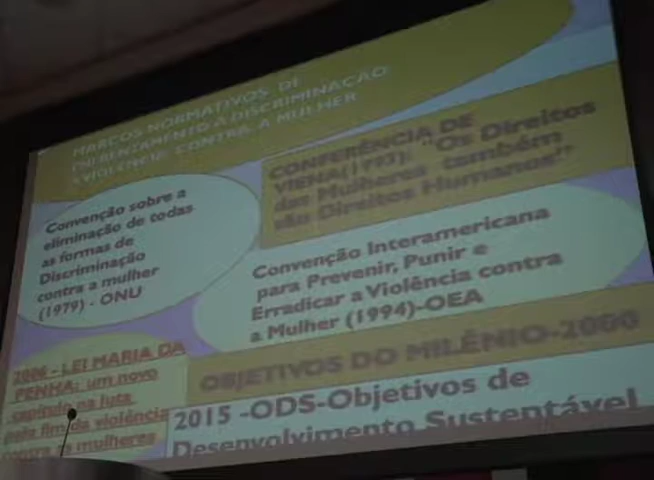 MARCOS NORMATIVOS DE
ENFRENTAMENTO A DISCRIMINAÇÃO
E VIOLÊNCIA CONTRA A MULHER
CONFERÊNCIA DE
VIENA(1993): "Os Direitos
das Mulheres também
são Direitos Humanos"
Convenção sobre a
eliminação de todas
as formas de
Discriminação
contra a mulher
(1979) - ONU
Convenção Interamericana
para Prevenir, Punir e
Erradicar a Violência contra
a Mulher (1994)-OEA
2006 - LEI MARIA DA
PENHA: um novo
capítulo na luta
pelo fim da violência
contra as mulheres
OBJETIVOS DO MILÊNIO-2000
2015 -ODS-Objetivos de
Desenvolvimento Sustentável